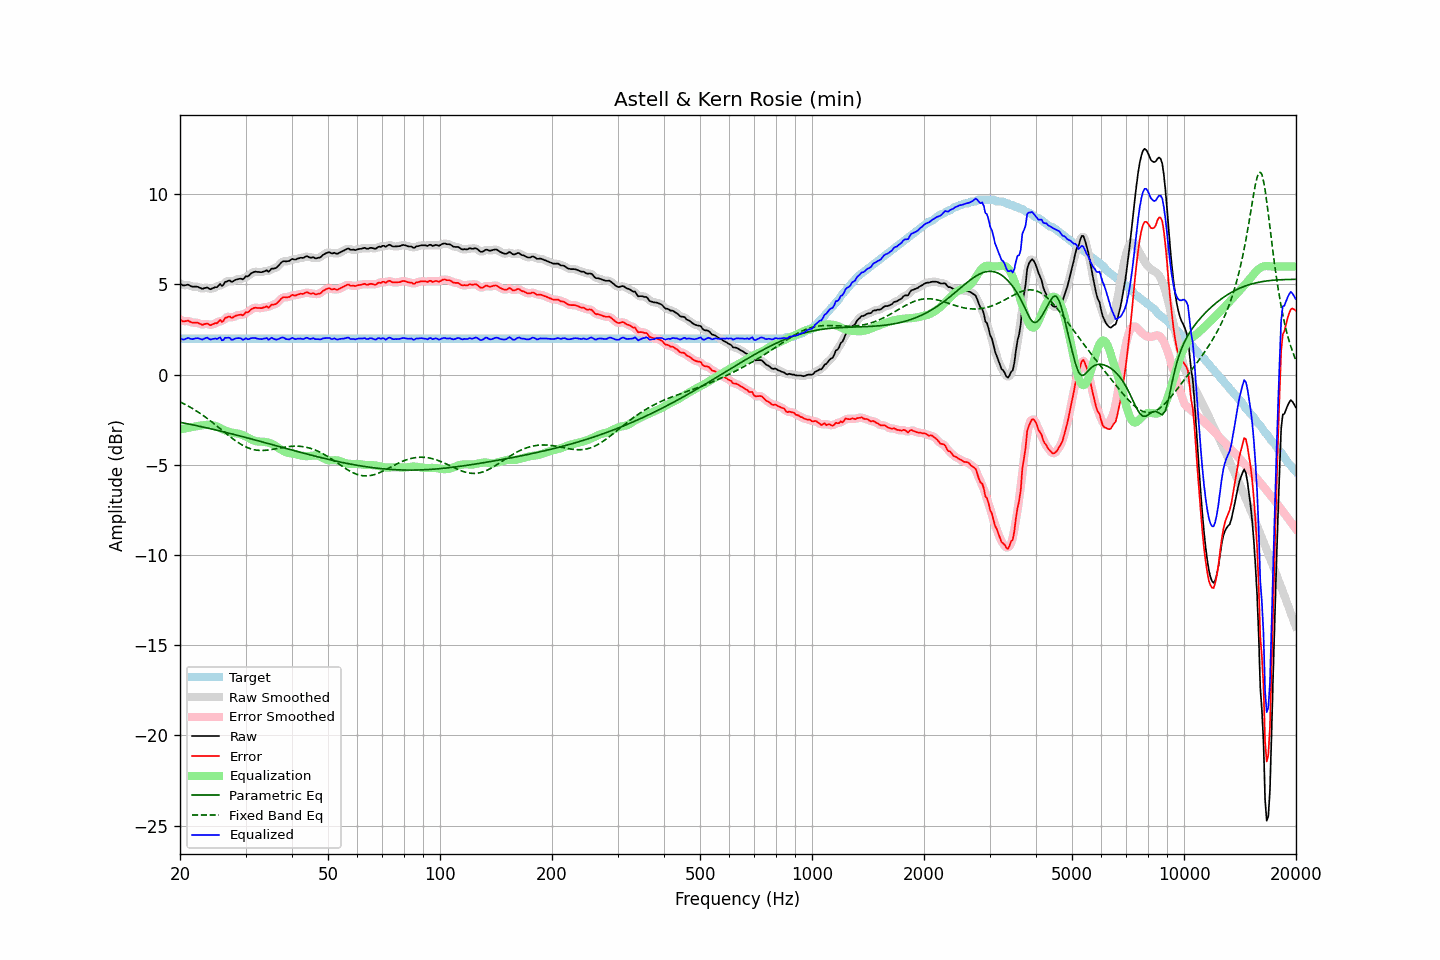 Astell & Kern Rosie (min)
Amplitude (dBr)
10
5
0
−5
−10
−15
−20
−25
Target
Raw Smoothed
Error Smoothed
Raw
Error
Equalization
Parametric Eq
Fixed Band Eq
Equalized
20 50 100 200 500 1000 2000 5000 10000 20000
Frequency (Hz)